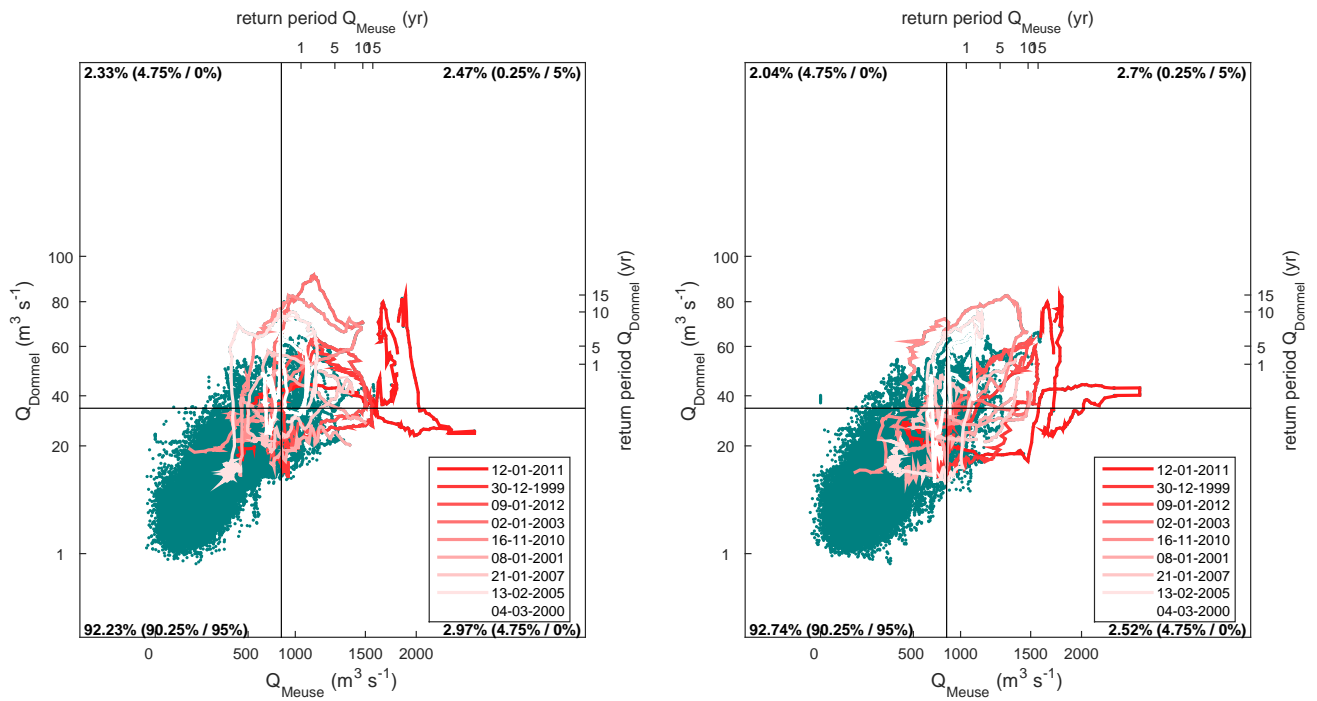 return period Q_Meuse (yr)
1 5 10 15
2.33% (4.75% / 0%) 2.47% (0.25% / 5%)
100
80
60
40
20
1
Q_Dommel (m³ s⁻¹)
15
10
5
1
return period Q_Dommel (yr)
12-01-2011
30-12-1999
09-01-2012
02-01-2003
16-11-2010
08-01-2001
21-01-2007
13-02-2005
04-03-2000
92.23% (90.25% / 95%) 2.97% (4.75% / 0%)
0 500 1000 1500 2000
Q_Meuse (m³ s⁻¹)
return period Q_Meuse (yr)
1 5 10 15
2.04% (4.75% / 0%) 2.7% (0.25% / 5%)
100
80
60
40
20
1
Q_Dommel (m³ s⁻¹)
15
10
5
1
return period Q_Dommel (yr)
12-01-2011
30-12-1999
09-01-2012
02-01-2003
16-11-2010
08-01-2001
21-01-2007
13-02-2005
04-03-2000
92.74% (90.25% / 95%) 2.52% (4.75% / 0%)
0 500 1000 1500 2000
Q_Meuse (m³ s⁻¹)